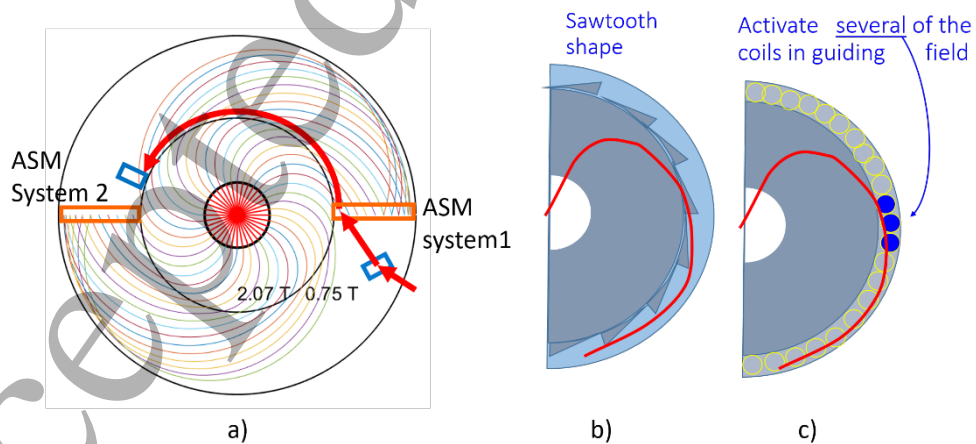 ASM
System 2
ASM
system1
2.07 T 0.75 T
a)
Sawtooth
shape
b)
Activate several of the
coils in guiding field
c)